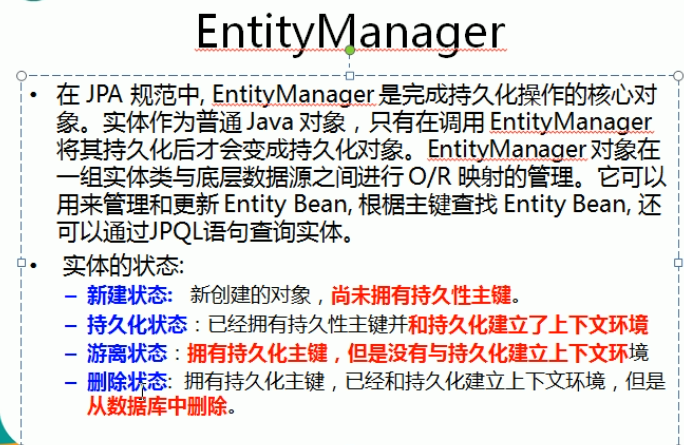 EntityManager
• 在 JPA 规范中, EntityManager 是完成持久化操作的核心对
象。实体作为普通 Java 对象，只有在调用 EntityManager
将其持久化后才会变成持久化对象。EntityManager 对象在
一组实体类与底层数据源之间进行 O/R 映射的管理。它可以
用来管理和更新 Entity Bean, 根椐主键查找 Entity Bean, 还
可以通过JPQL语句查询实体。
• 实体的状态:
– 新建状态: 新创建的对象，尚未拥有持久性主键。
– 持久化状态：已经拥有持久性主键并和持久化建立了上下文环境
– 游离状态：拥有持久化主键，但是没有与持久化建立上下文环境
– 删除状态: 拥有持久化主键，已经和持久化建立上下文环境，但是
从数据库中删除。